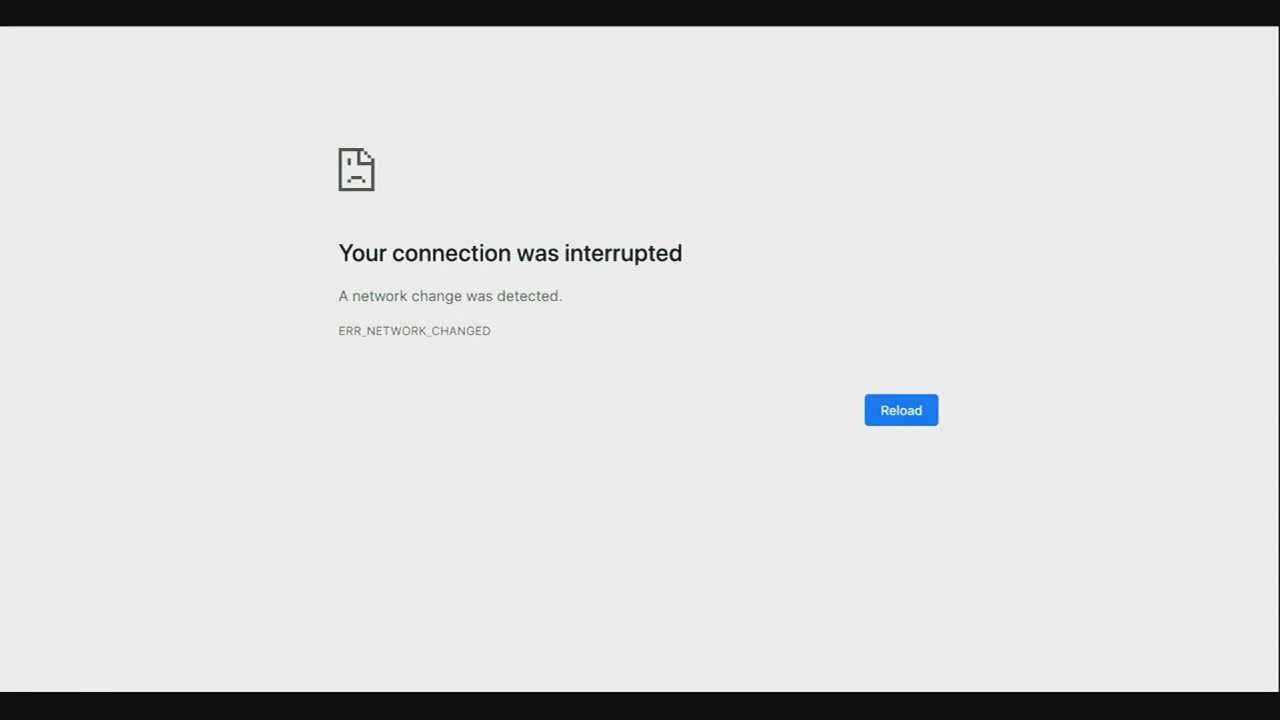 Your connection was interrupted
A network change was detected.
ERR_NETWORK_CHANGED
Reload